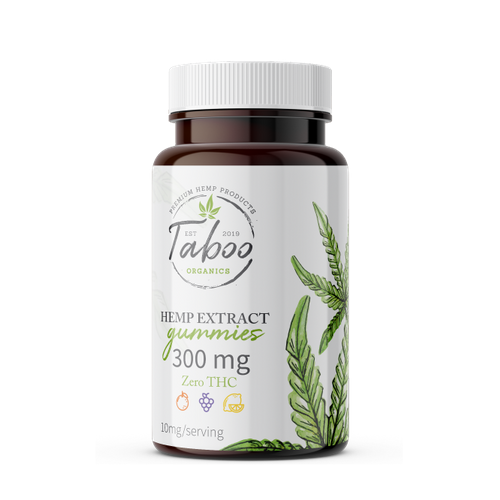 PREMIUM HEMP PRODUCTS
EST 2019
Taboo
ORGANICS
HEMP EXTRACT
gummies
300 mg
Zero THC
10mg/serving